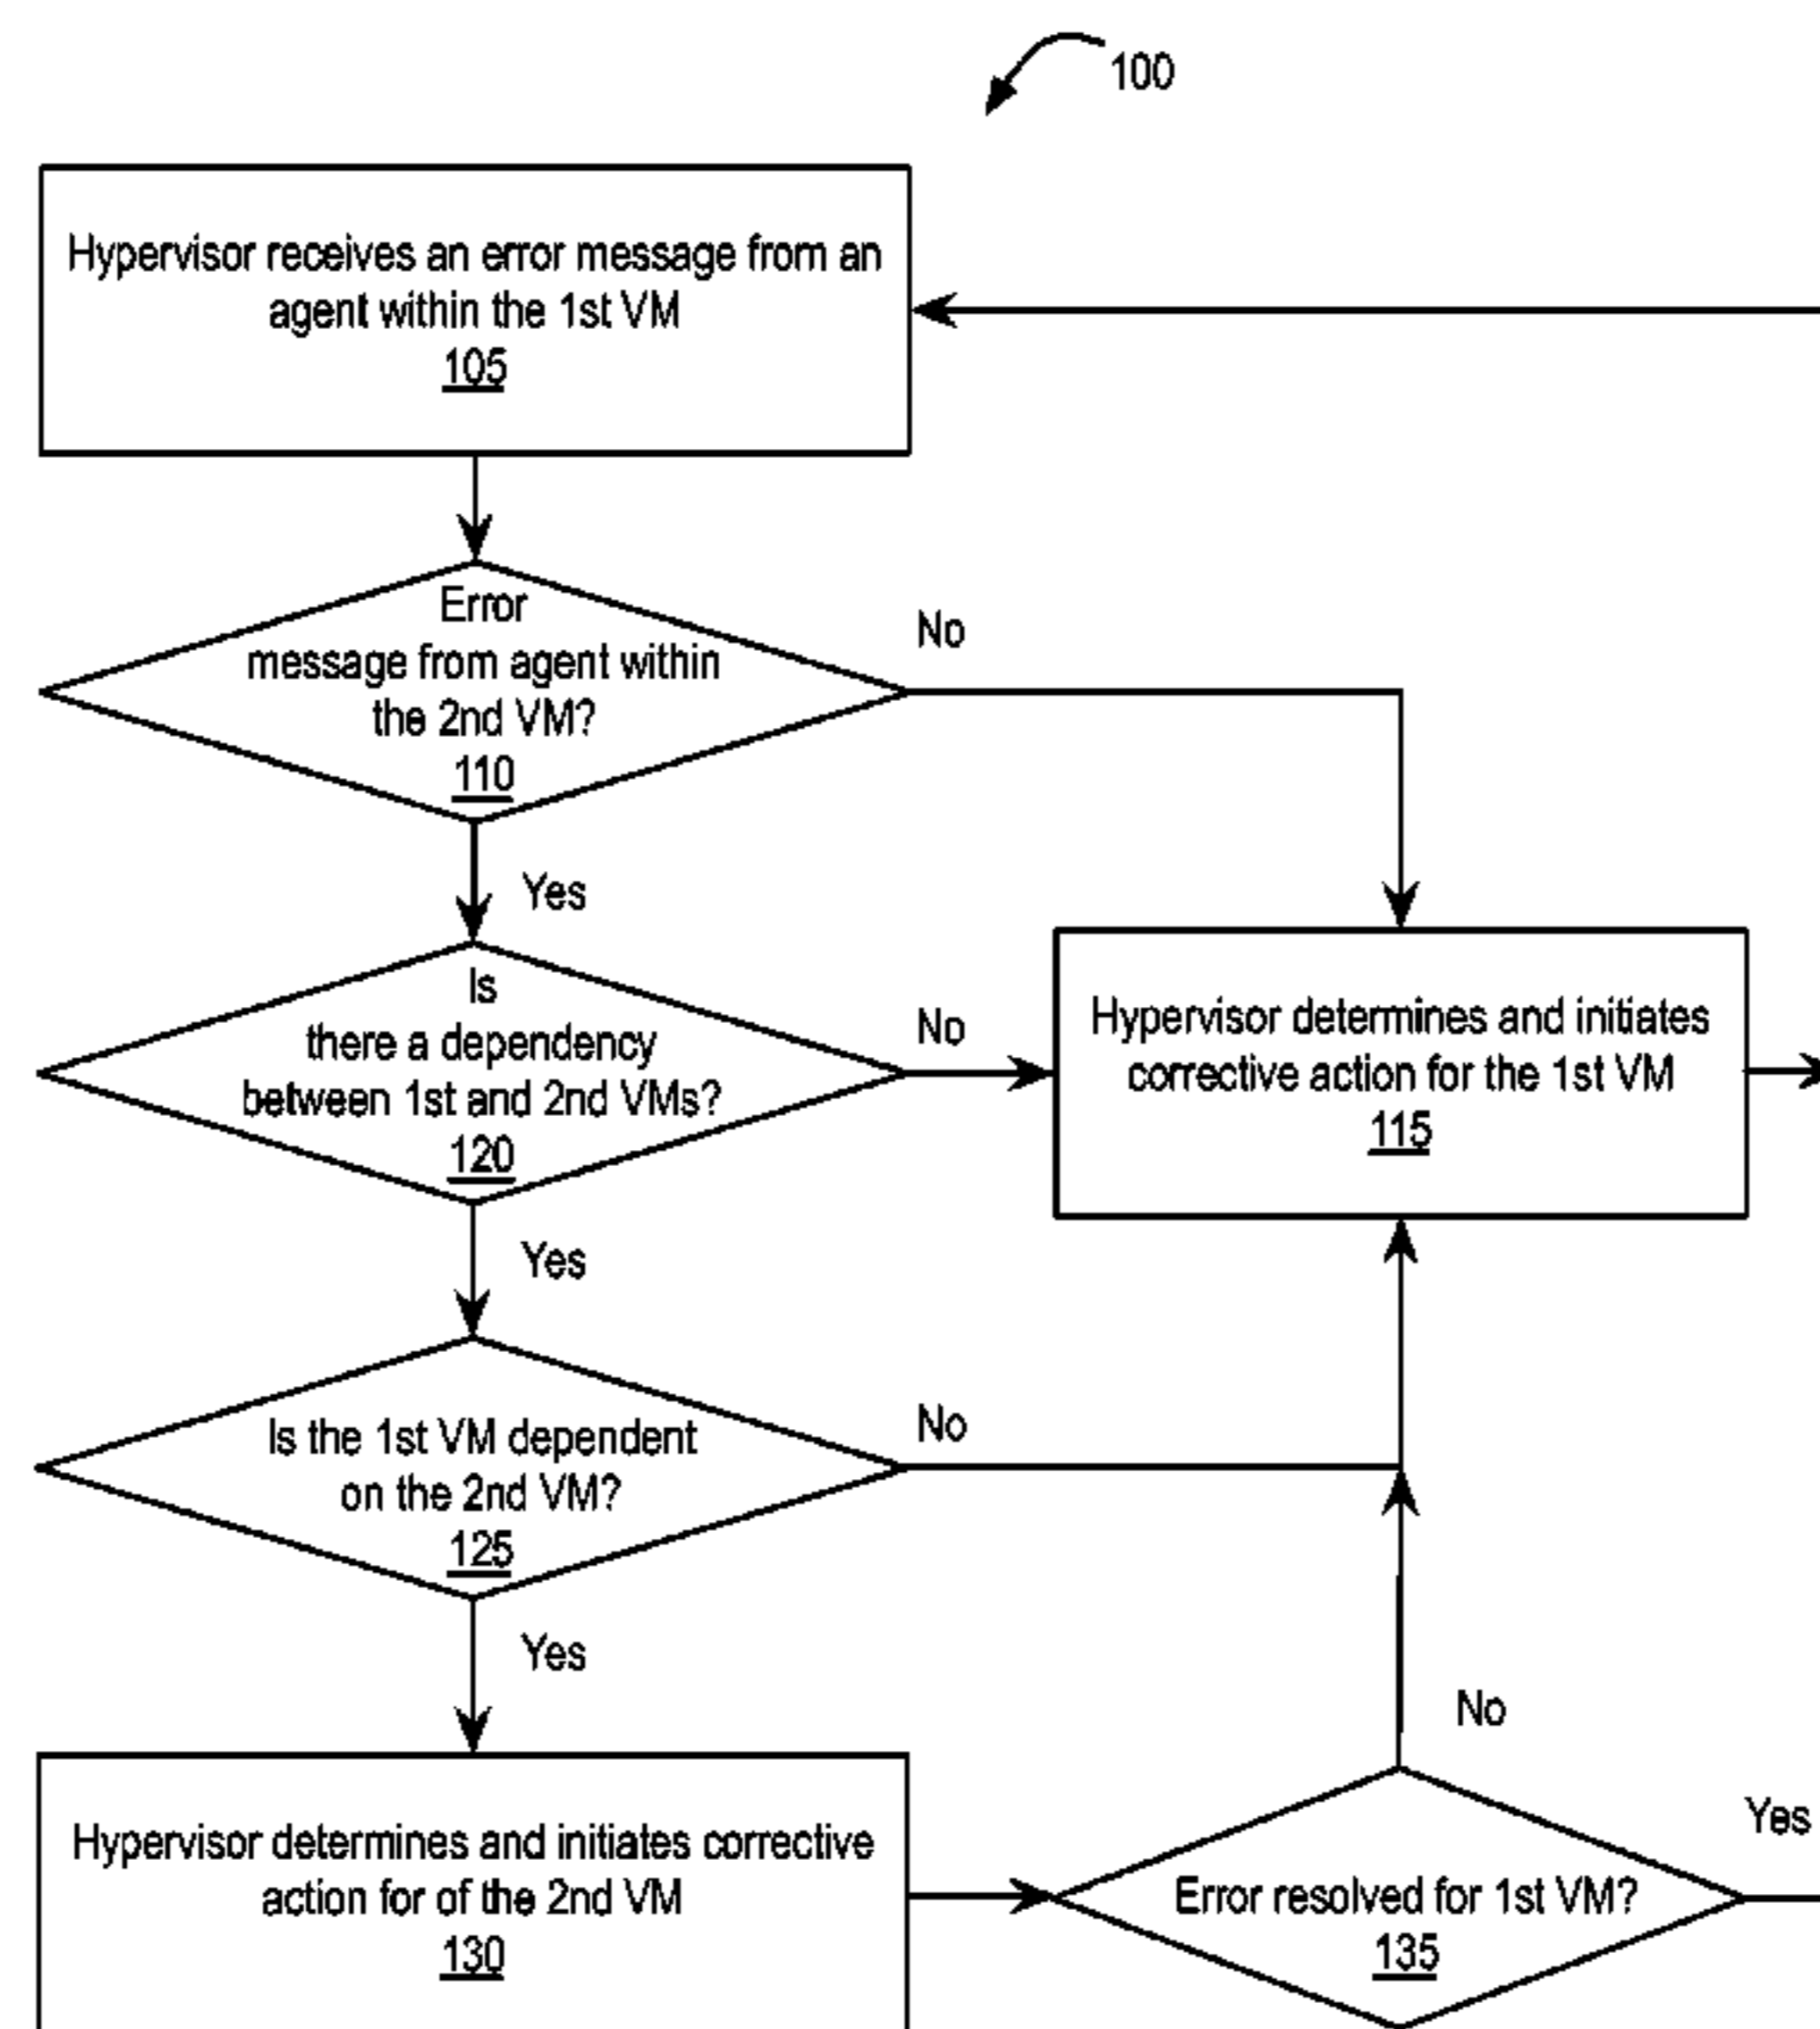 100
Hypervisor receives an error message from an
agent within the 1st VM
105
Error
message from agent within
the 2nd VM?
110
No
Yes
Is
there a dependency
between 1st and 2nd VMs?
120
No
Hypervisor determines and initiates
corrective action for the 1st VM
115
Yes
Is the 1st VM dependent
on the 2nd VM?
125
No
Yes
Hypervisor determines and initiates corrective
action for of the 2nd VM
130
No
Error resolved for 1st VM?
135
Yes